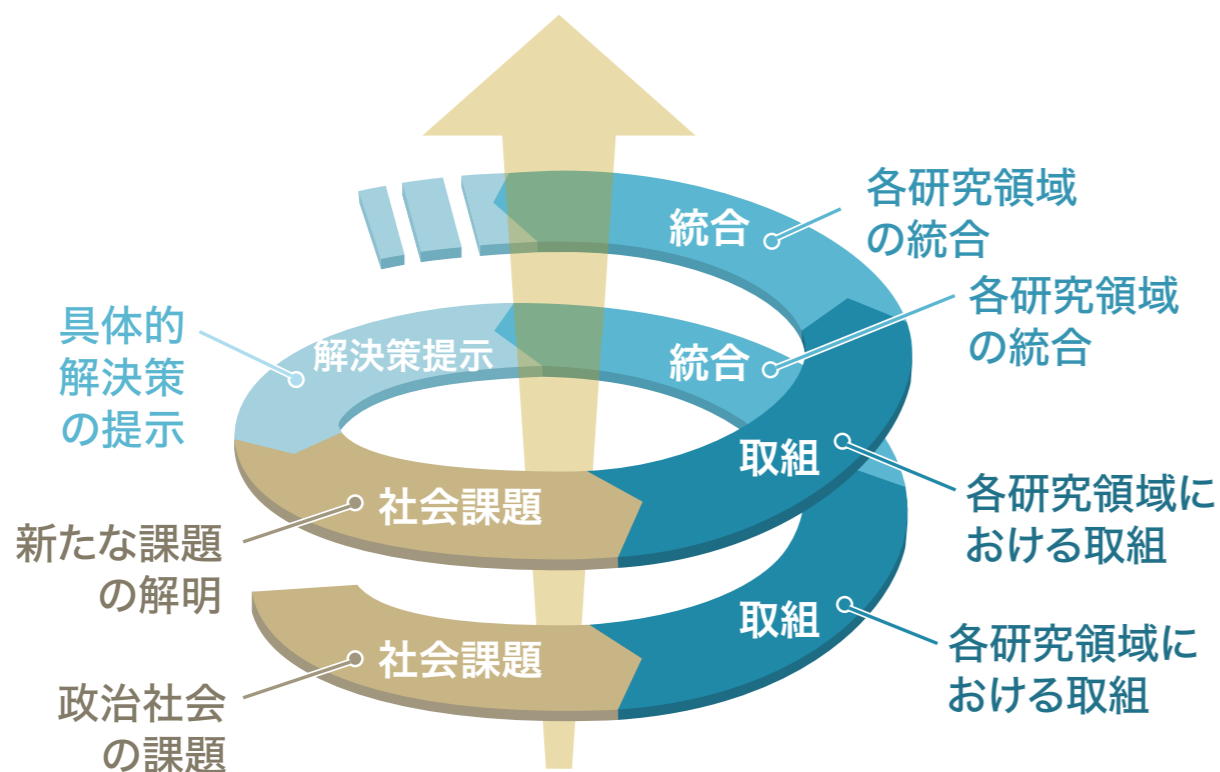 統合
各研究領域
の統合
各研究領域
の統合
具体的
解決策
の提示
解決策提示
統合
取組
各研究領域に
おける取組
社会課題
新たな課題
の解明
取組
各研究領域に
おける取組
社会課題
政治社会
の課題